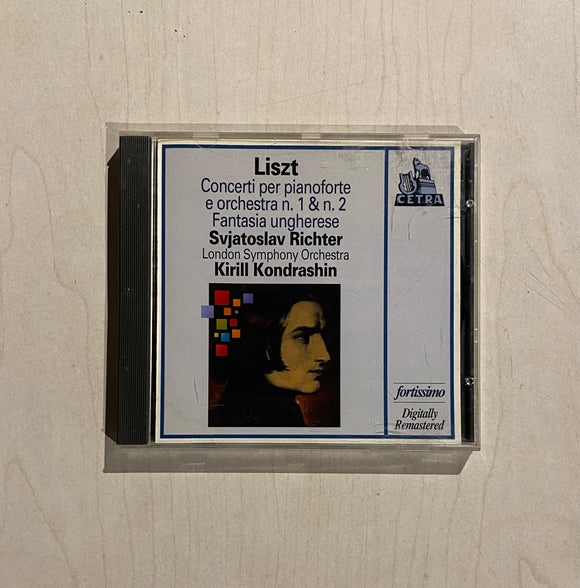 Liszt
Concerti per pianoforte
e orchestra n. 1 & n. 2
Fantasia ungherese
Svjatoslav Richter
London Symphony Orchestra
Kirill Kondrashin
CETRA
fortissimo
Digitally
Remastered